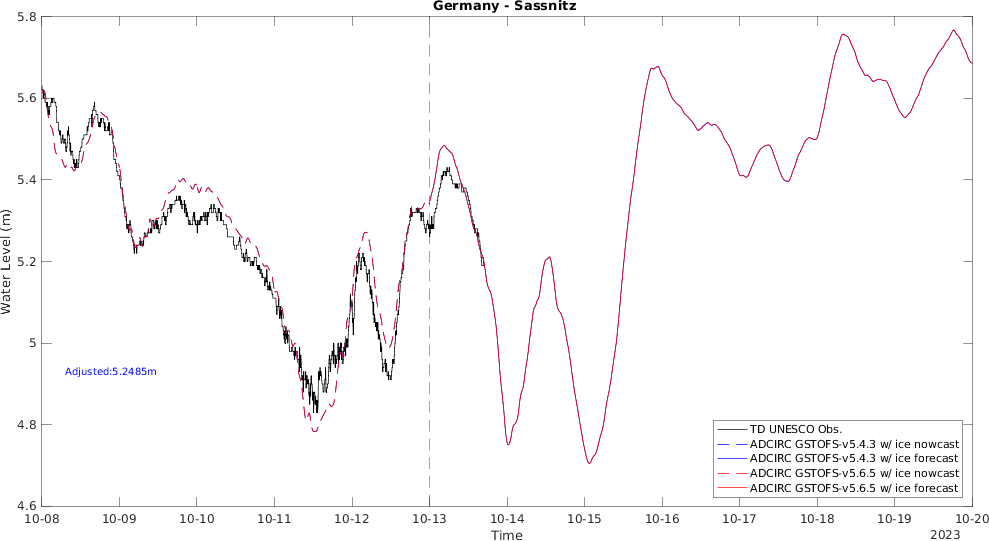 Germany - Sassnitz
5.8
5.6
5.4
5.2
5
4.8
4.6
Water Level (m)
Adjusted:5.2485m
TD UNESCO Obs.
ADCIRC GSTOFS-v5.4.3 w/ ice nowcast
ADCIRC GSTOFS-v5.4.3 w/ ice forecast
ADCIRC GSTOFS-v5.6.5 w/ ice nowcast
ADCIRC GSTOFS-v5.6.5 w/ ice forecast
10-08 10-09 10-10 10-11 10-12 10-13 10-14 10-15 10-16 10-17 10-18 10-19 10-20
Time
2023